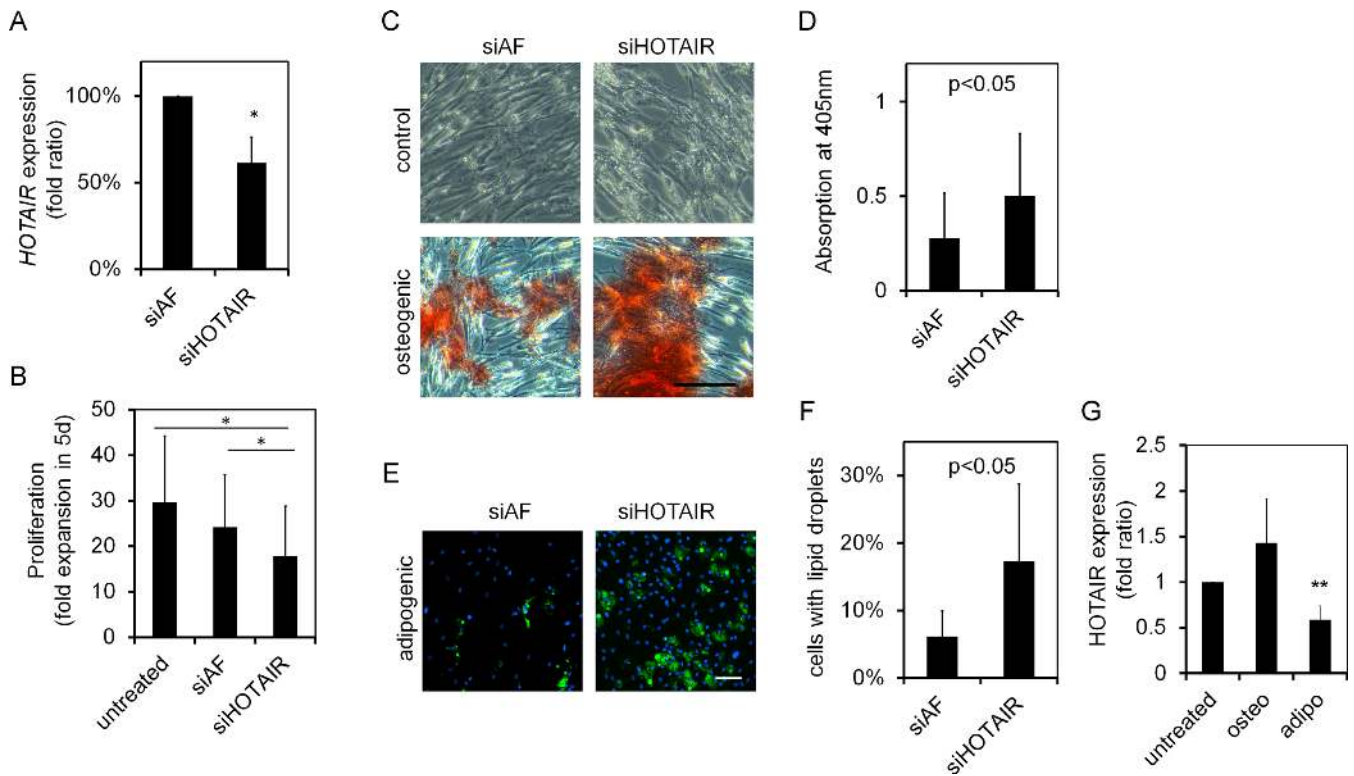 A
100%
50%
0%
HOTAIR expression
(fold ratio)
*
siAF
siHOTAIR
B
50
40
30
20
10
0
Proliferation
(fold expansion in 5d)
*
*
untreated
siAF
siHOTAIR
C
siAF
siHOTAIR
control
osteogenic
D
p<0.05
1
0.5
0
Absorption at 405nm
siAF
siHOTAIR
E
siAF
siHOTAIR
adipogenic
F
p<0.05
30%
20%
10%
0%
cells with lipid droplets
siAF
siHOTAIR
G
2.5
2
1.5
1
0.5
0
HOTAIR expression
(fold ratio)
**
untreated
osteo
adipo